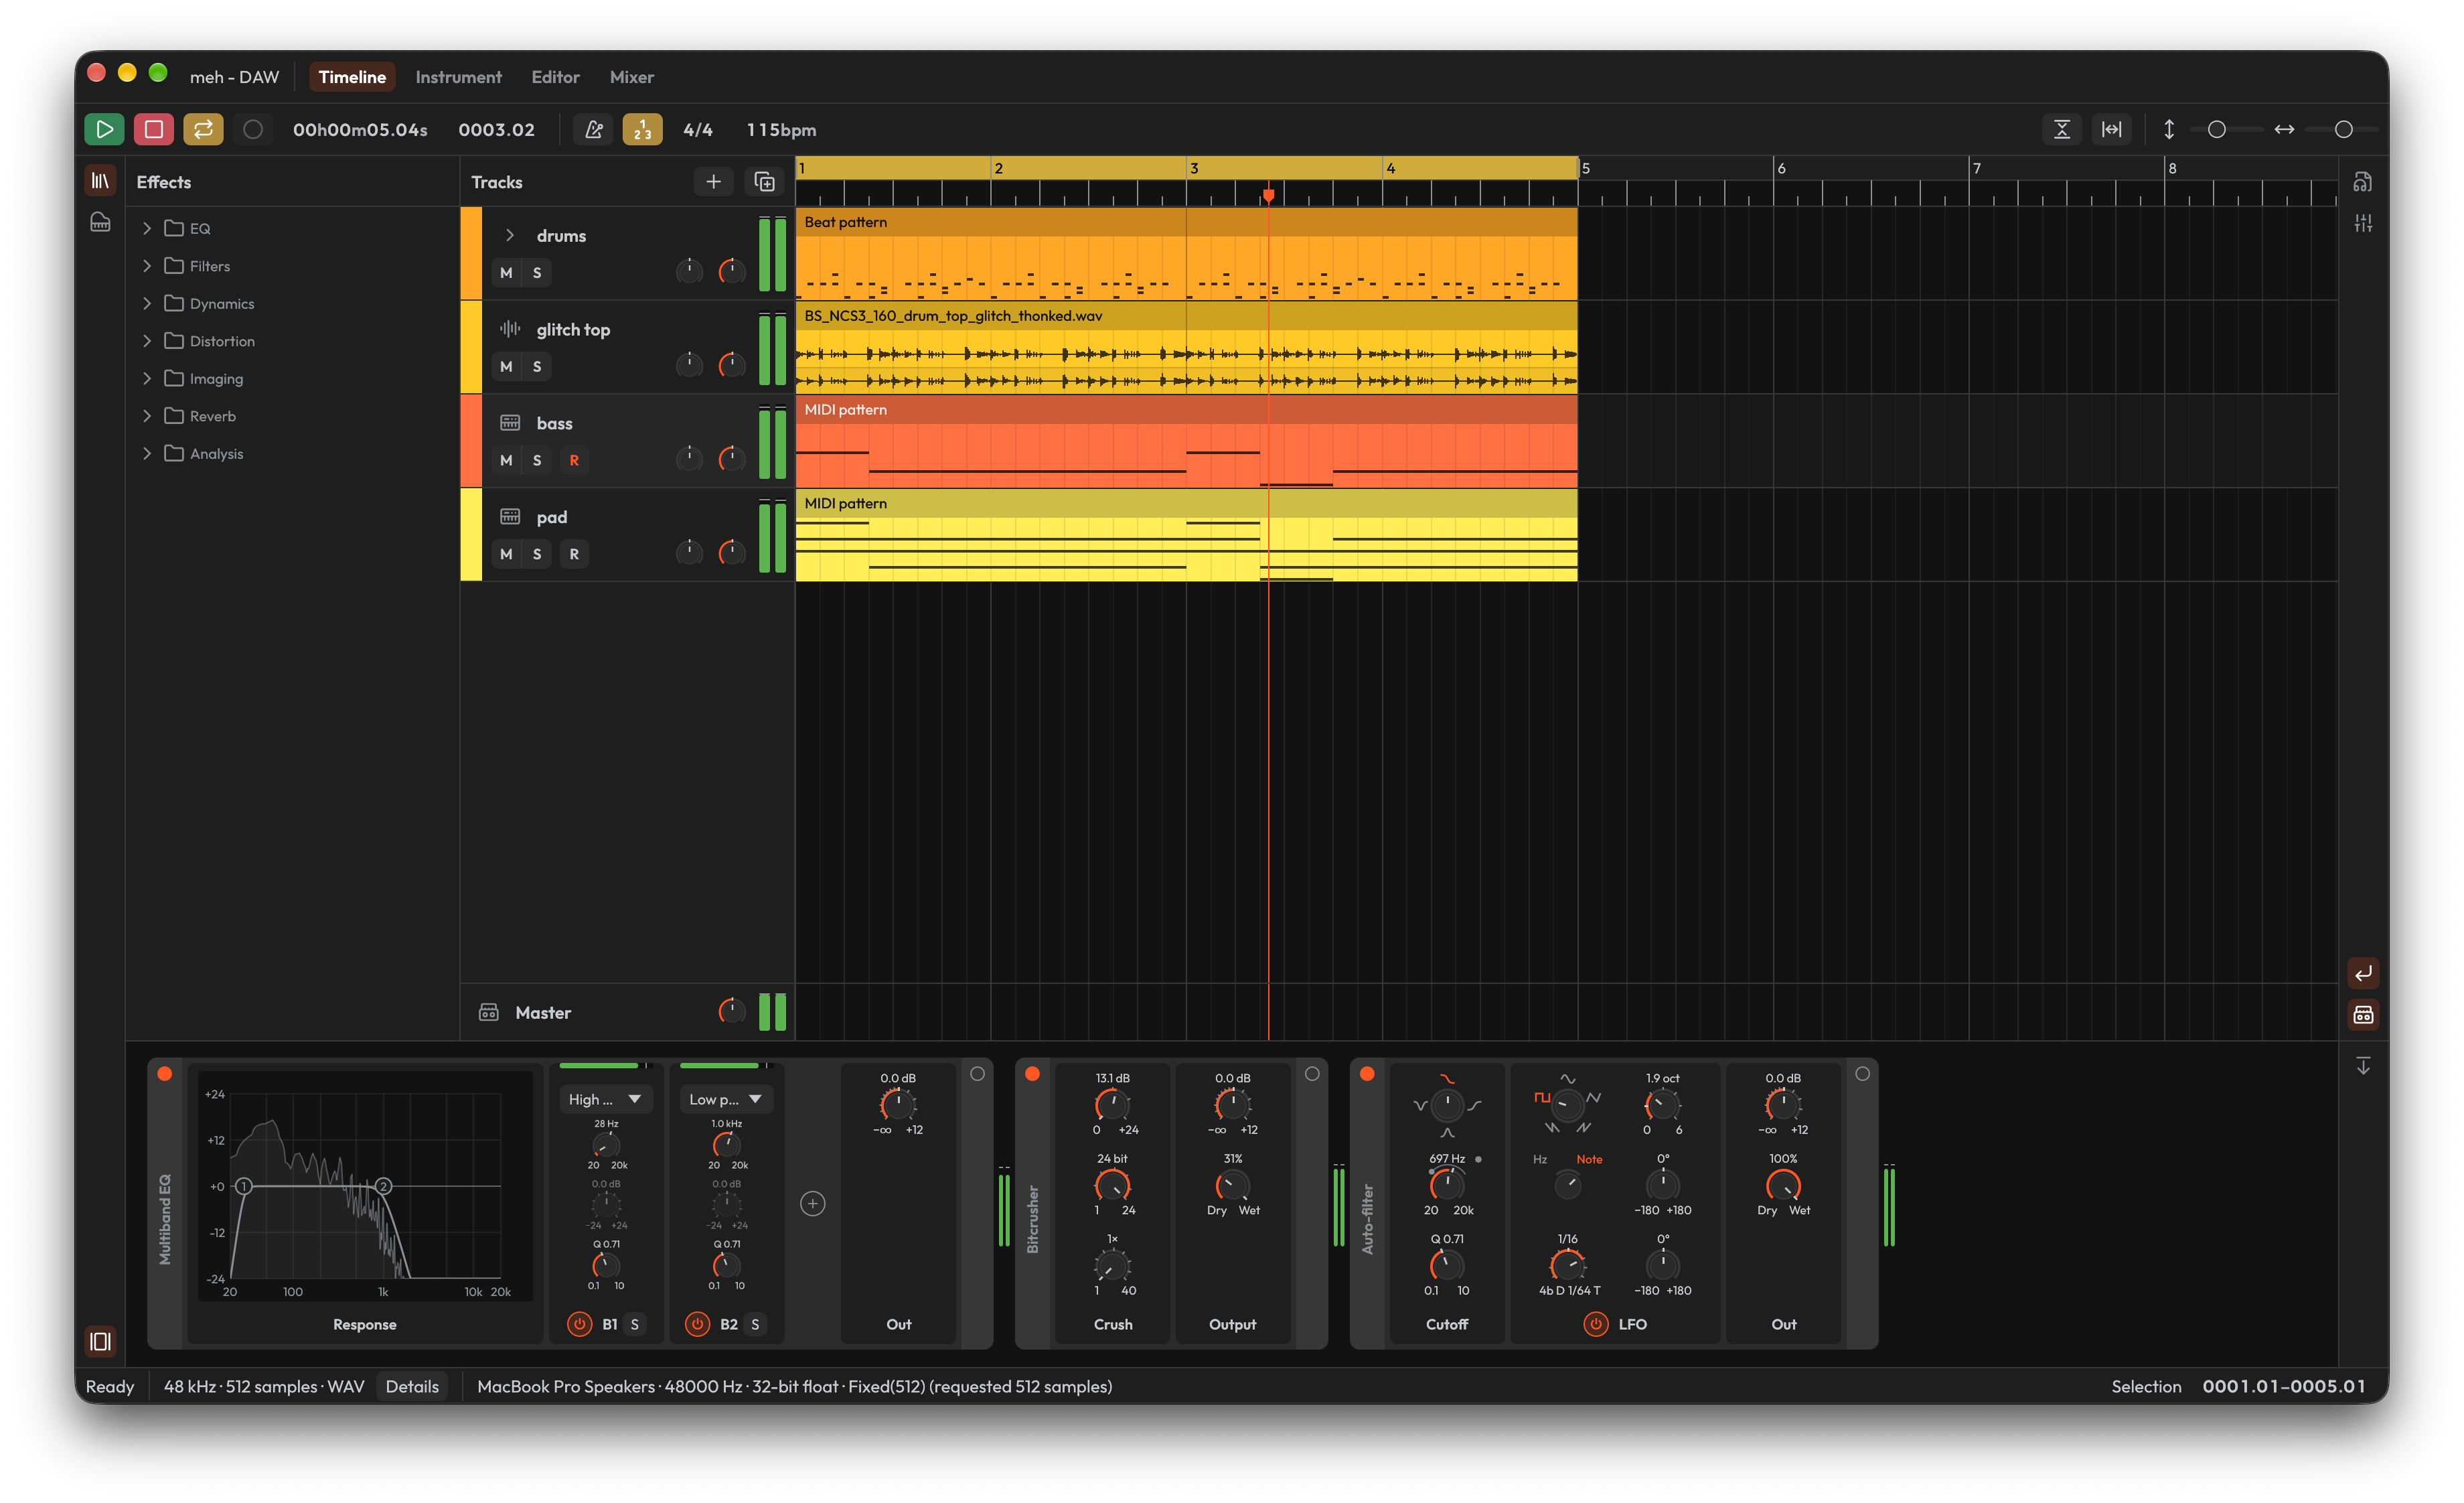 meh - DAW Timeline Instrument Editor Mixer
00h00m05.04s 0003.02 1 2 3 4/4 115bpm
Effects
EQ
Filters
Dynamics
Distortion
Imaging
Reverb
Analysis
Tracks
drums
M S
glitch top
M S
bass
M S R
pad
M S R
Master
1 2 3 4 5 6 7 8
Beat pattern
BS_NCS3_160_drum_top_glitch_thonked.wav
MIDI pattern
MIDI pattern
Multiband EQ
+24
+12
+0
-12
-24
20 100 1k 10k 20k
1 2
Response
High ...
28 Hz
20 20k
0.0 dB
-24 +24
Q 0.71
0.1 10
B1 S
Low p...
1.0 kHz
20 20k
0.0 dB
-24 +24
Q 0.71
0.1 10
B2 S
0.0 dB
-∞ +12
Out
Bitcrusher
13.1 dB
0 +24
24 bit
1 24
1×
1 40
Crush
0.0 dB
-∞ +12
31%
Dry Wet
Output
Auto-filter
697 Hz
20 20k
Q 0.71
0.1 10
Cutoff
1.9 oct
0 6
Hz Note
0°
-180 +180
1/16
4b D 1/64 T
0°
-180 +180
LFO
0.0 dB
-∞ +12
100%
Dry Wet
Out
Ready 48 kHz · 512 samples · WAV Details MacBook Pro Speakers · 48000 Hz · 32-bit float · Fixed(512) (requested 512 samples) Selection 0001.01–0005.01